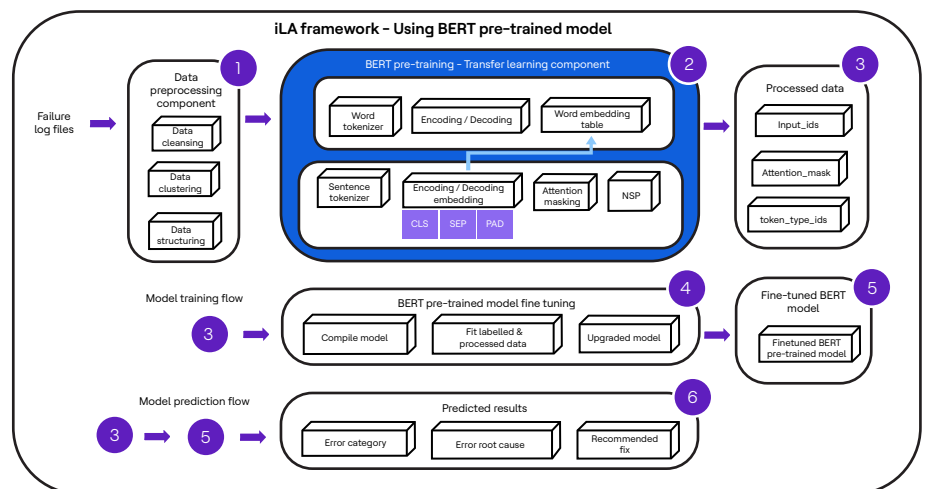 iLA framework – Using BERT pre-trained model
1
Data
preprocessing
component
Failure
log files
Data
cleansing
Data
clustering
Data
structuring
2
BERT pre-training – Transfer learning component
Word
tokenizer
Encoding / Decoding
Word embedding
table
Sentence
tokenizer
Encoding / Decoding
embedding
Attention
masking
NSP
CLS SEP PAD
3
Processed data
Input_ids
Attention_mask
token_type_ids
Model training flow
3
4
BERT pre-trained model fine tuning
Compile model
Fit labelled &
processed data
Upgraded model
5
Fine-tuned BERT
model
Finetuned BERT
pre-trained model
Model prediction flow
3
5
6
Predicted results
Error category
Error root cause
Recommended
fix